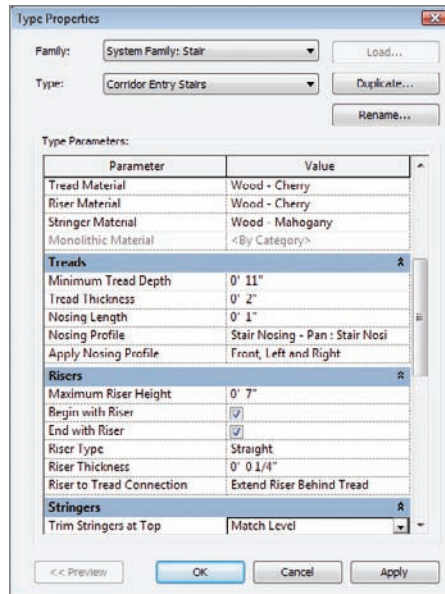 Type Properties
Family: System Family: Stair Load...
Type: Corridor Entry Stairs Duplicate...
Rename...
Type Parameters:
Parameter Value
Tread Material Wood - Cherry
Riser Material Wood - Cherry
Stringer Material Wood - Mahogany
Monolithic Material <By Category>
Treads
Minimum Tread Depth 0' 11"
Tread Thickness 0' 2"
Nosing Length 0' 1"
Nosing Profile Stair Nosing - Pan : Stair Nosi
Apply Nosing Profile Front, Left and Right
Risers
Maximum Riser Height 0' 7"
Begin with Riser
End with Riser
Riser Type Straight
Riser Thickness 0' 0 1/4"
Riser to Tread Connection Extend Riser Behind Tread
Stringers
Trim Stringers at Top Match Level
<< Preview OK Cancel Apply